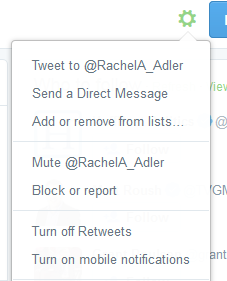 Tweet to @RachelA_Adler
Send a Direct Message
View
Add or remove from lists...
Mute @RachelA_Adler
Block or report
Turn off Retweets
Turn on mobile notifications